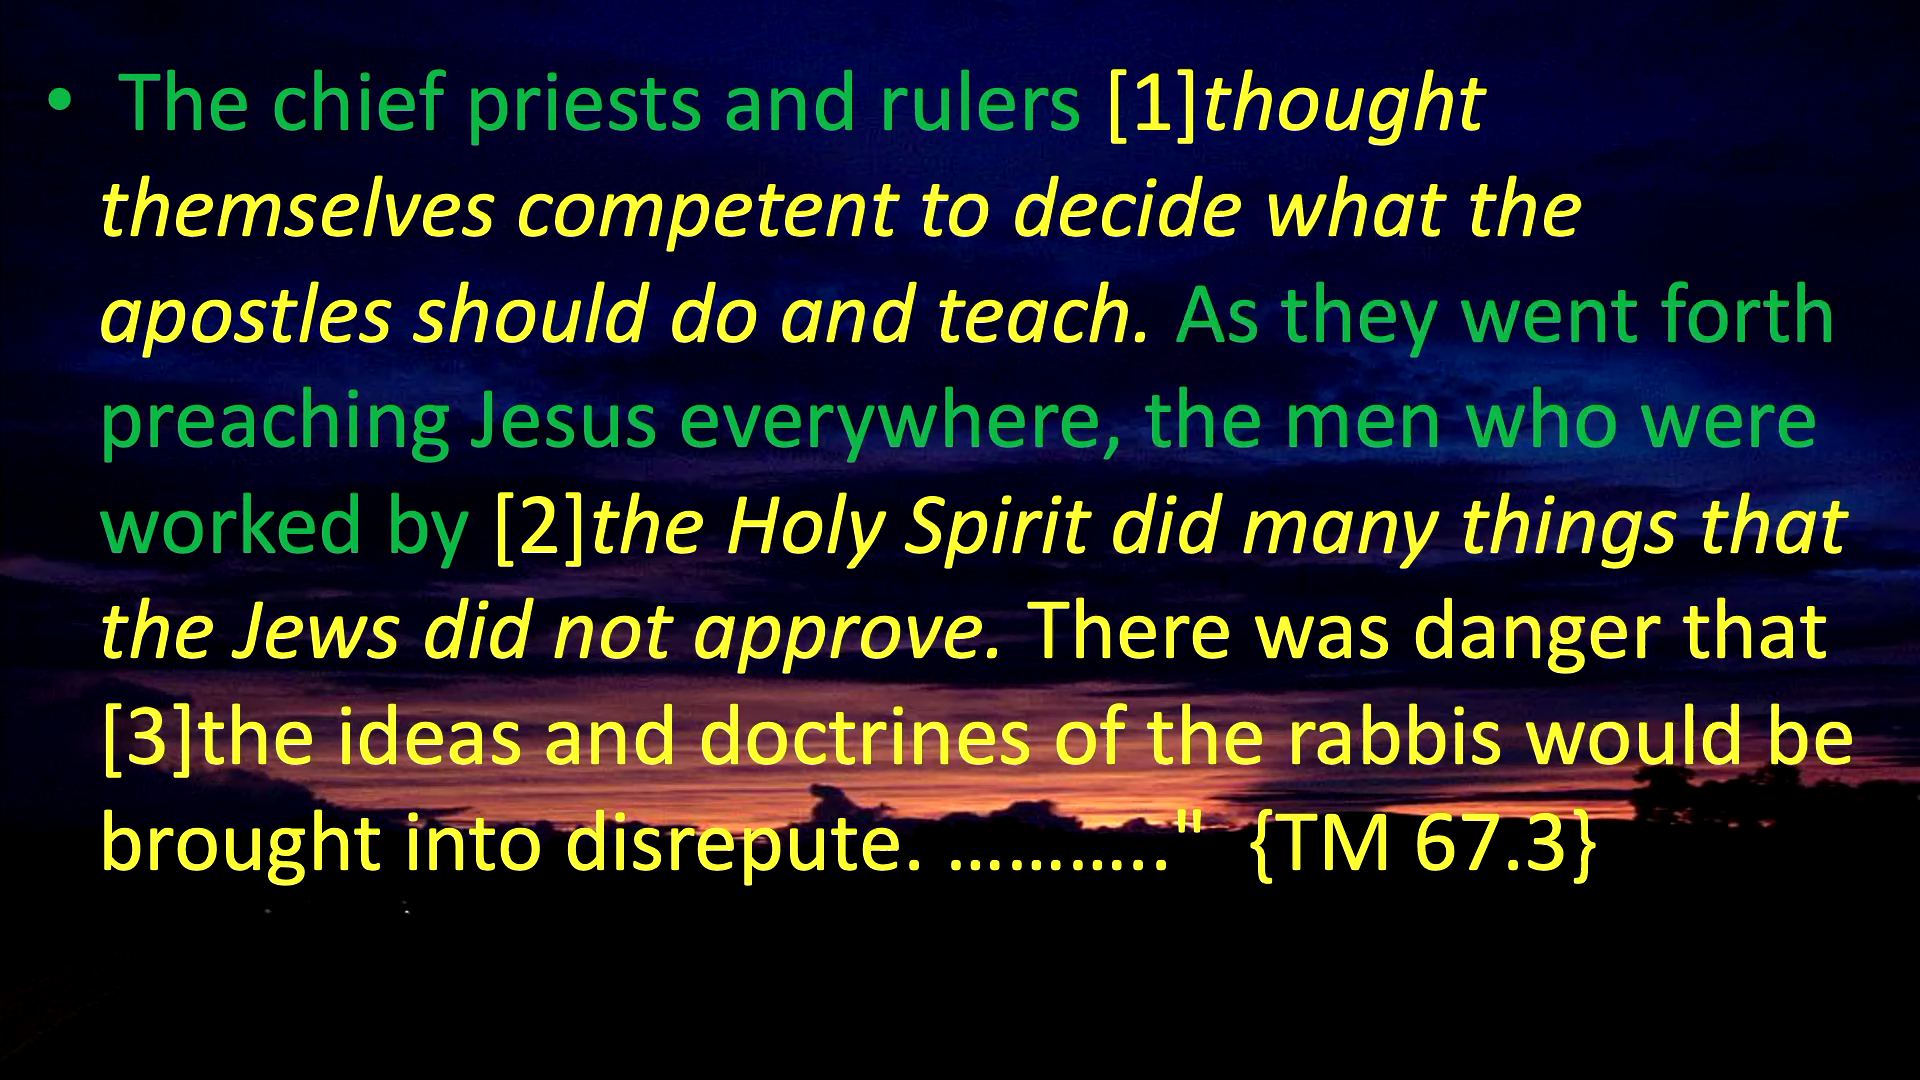 • The chief priests and rulers [1]thought
themselves competent to decide what the
apostles should do and teach. As they went forth
preaching Jesus everywhere, the men who were
worked by [2]the Holy Spirit did many things that
the Jews did not approve. There was danger that
[3]the ideas and doctrines of the rabbis would be
brought into disrepute. ………..." {TM 67.3}